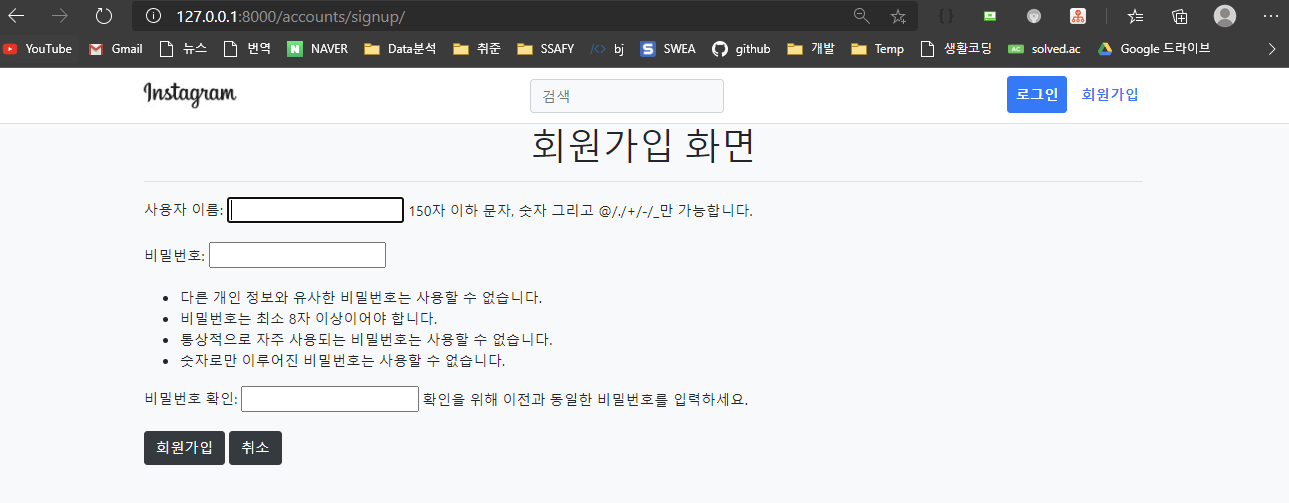 127.0.0.1:8000/accounts/signup/
YouTube Gmail 뉴스 번역 NAVER Data분석 취준 SSAFY bj SWEA github 개발 Temp 생활코딩 solved.ac Google 드라이브
Instagram 검색 로그인 회원가입
회원가입 화면
사용자 이름: 150자 이하 문자, 숫자 그리고 @/./+/-/_만 가능합니다.
비밀번호:
다른 개인 정보와 유사한 비밀번호는 사용할 수 없습니다.
비밀번호는 최소 8자 이상이어야 합니다.
통상적으로 자주 사용되는 비밀번호는 사용할 수 없습니다.
숫자로만 이루어진 비밀번호는 사용할 수 없습니다.
비밀번호 확인: 확인을 위해 이전과 동일한 비밀번호를 입력하세요.
회원가입 취소